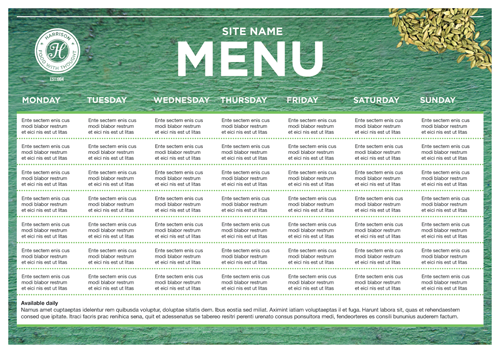 SITE NAME
MENU
HARRISON
H
FOOD WITH THOUGHT
MONDAY TUESDAY WEDNESDAY THURSDAY FRIDAY SATURDAY SUNDAY
Ente sectem enis cus Ente sectem enis cus Ente sectem enis cus Ente sectem enis cus Ente sectem enis cus Ente sectem enis cus Ente sectem enis cus
modi blabor restrum modi blabor restrum modi blabor restrum modi blabor restrum modi blabor restrum modi blabor restrum modi blabor restrum
et eici nis est ut litas et eici nis est ut litas et eici nis est ut litas et eici nis est ut litas et eici nis est ut litas et eici nis est ut litas et eici nis est ut litas
Ente sectem enis cus Ente sectem enis cus Ente sectem enis cus Ente sectem enis cus Ente sectem enis cus Ente sectem enis cus Ente sectem enis cus
modi blabor restrum modi blabor restrum modi blabor restrum modi blabor restrum modi blabor restrum modi blabor restrum modi blabor restrum
et eici nis est ut litas et eici nis est ut litas et eici nis est ut litas et eici nis est ut litas et eici nis est ut litas et eici nis est ut litas et eici nis est ut litas
Ente sectem enis cus Ente sectem enis cus Ente sectem enis cus Ente sectem enis cus Ente sectem enis cus Ente sectem enis cus Ente sectem enis cus
modi blabor restrum modi blabor restrum modi blabor restrum modi blabor restrum modi blabor restrum modi blabor restrum modi blabor restrum
et eici nis est ut litas et eici nis est ut litas et eici nis est ut litas et eici nis est ut litas et eici nis est ut litas et eici nis est ut litas et eici nis est ut litas
Ente sectem enis cus Ente sectem enis cus Ente sectem enis cus Ente sectem enis cus Ente sectem enis cus Ente sectem enis cus Ente sectem enis cus
modi blabor restrum modi blabor restrum modi blabor restrum modi blabor restrum modi blabor restrum modi blabor restrum modi blabor restrum
et eici nis est ut litas et eici nis est ut litas et eici nis est ut litas et eici nis est ut litas et eici nis est ut litas et eici nis est ut litas et eici nis est ut litas
Ente sectem enis cus Ente sectem enis cus Ente sectem enis cus Ente sectem enis cus Ente sectem enis cus Ente sectem enis cus Ente sectem enis cus
modi blabor restrum modi blabor restrum modi blabor restrum modi blabor restrum modi blabor restrum modi blabor restrum modi blabor restrum
et eici nis est ut litas et eici nis est ut litas et eici nis est ut litas et eici nis est ut litas et eici nis est ut litas et eici nis est ut litas et eici nis est ut litas
Ente sectem enis cus Ente sectem enis cus Ente sectem enis cus Ente sectem enis cus Ente sectem enis cus Ente sectem enis cus Ente sectem enis cus
modi blabor restrum modi blabor restrum modi blabor restrum modi blabor restrum modi blabor restrum modi blabor restrum modi blabor restrum
et eici nis est ut litas et eici nis est ut litas et eici nis est ut litas et eici nis est ut litas et eici nis est ut litas et eici nis est ut litas et eici nis est ut litas
Ente sectem enis cus Ente sectem enis cus Ente sectem enis cus Ente sectem enis cus Ente sectem enis cus Ente sectem enis cus Ente sectem enis cus
modi blabor restrum modi blabor restrum modi blabor restrum modi blabor restrum modi blabor restrum modi blabor restrum modi blabor restrum
et eici nis est ut litas et eici nis est ut litas et eici nis est ut litas et eici nis est ut litas et eici nis est ut litas et eici nis est ut litas et eici nis est ut litas
Available daily
Namus amet cuptaeptas idelentur rem quibusda voluptur, doluptae sitatis dem. Ibus eostia sed maximil. Aximint iatium voluptaepellaes it et fuga. Harunt labora sit, quas et rehendaestem
consed que iptate. Itiaci faciris prac nenihica sena, quit et adesenatus se tabereo resitri perenti urenato consus ponsoritara modi, fendeorteres es consili buninum auderem factum.